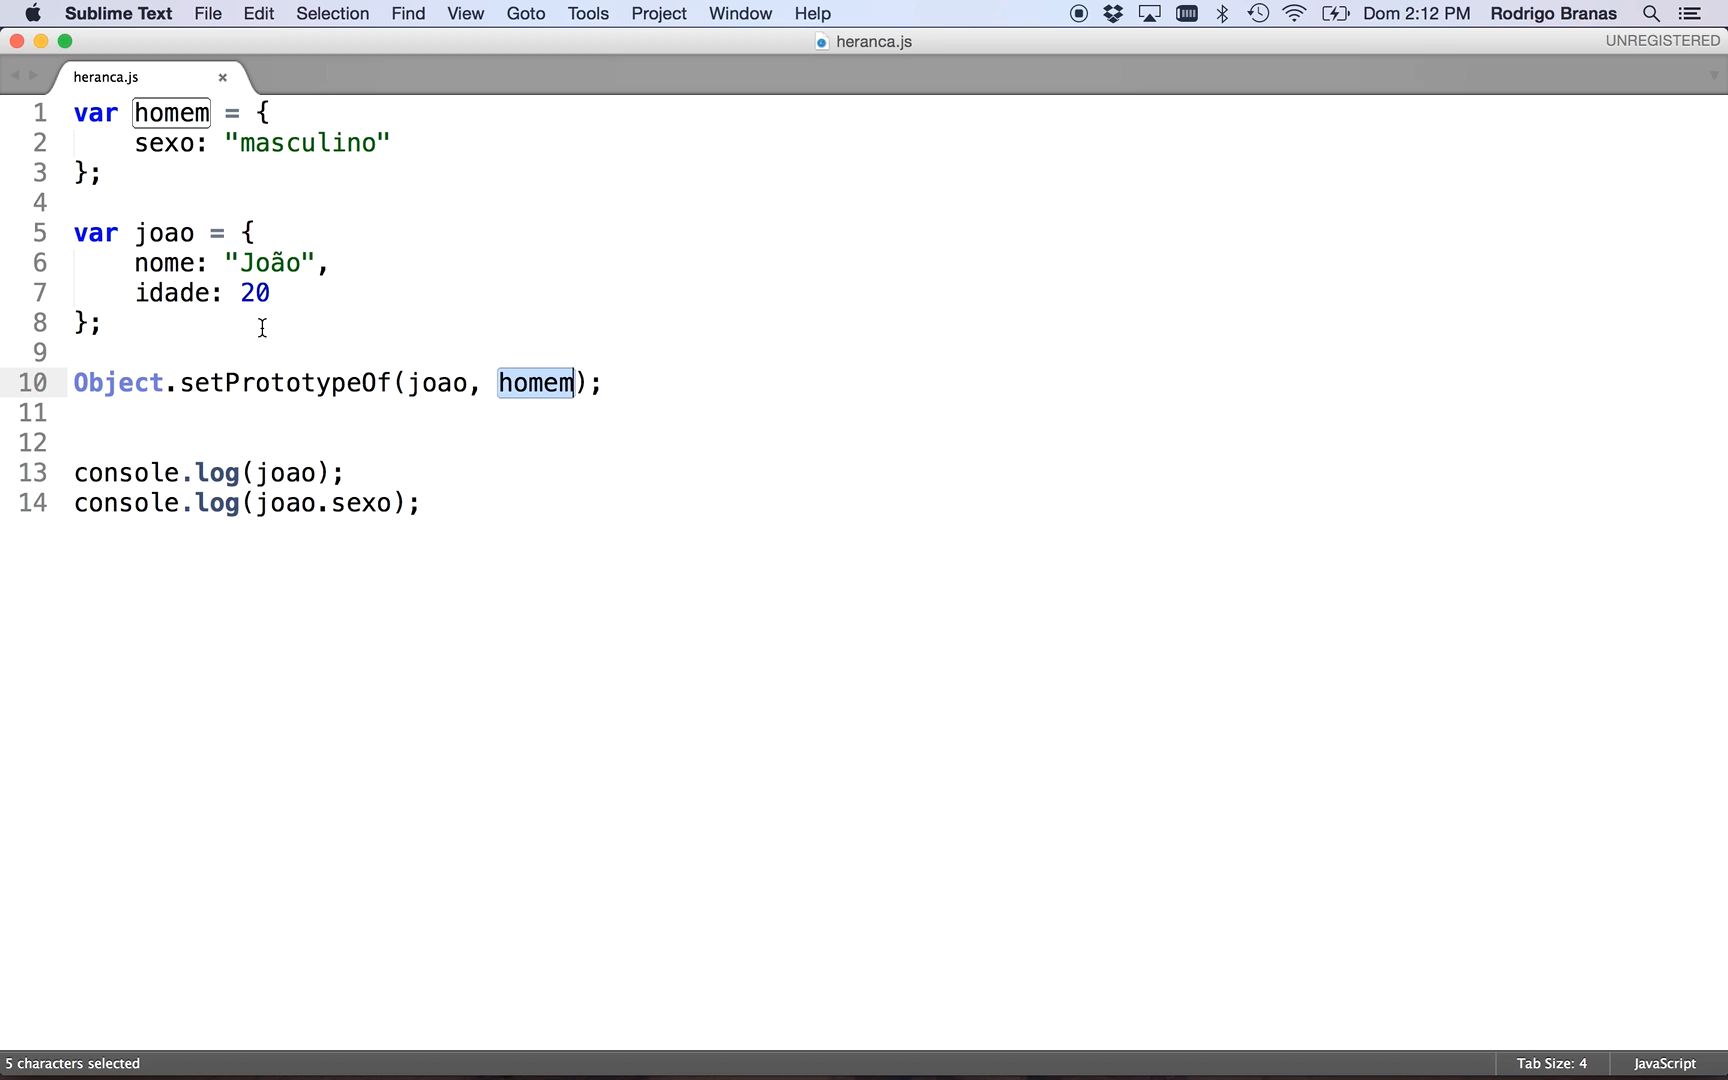 Sublime Text File Edit Selection Find View Goto Tools Project Window Help Dom 2:12 PM Rodrigo Branas
heranca.js UNREGISTERED
heranca.js ×
1 var homem = {
2 sexo: "masculino"
3 };
4
5 var joao = {
6 nome: "João",
7 idade: 20
8 };
9
10 Object.setPrototypeOf(joao, homem);
11
12
13 console.log(joao);
14 console.log(joao.sexo);
5 characters selected Tab Size: 4 JavaScript